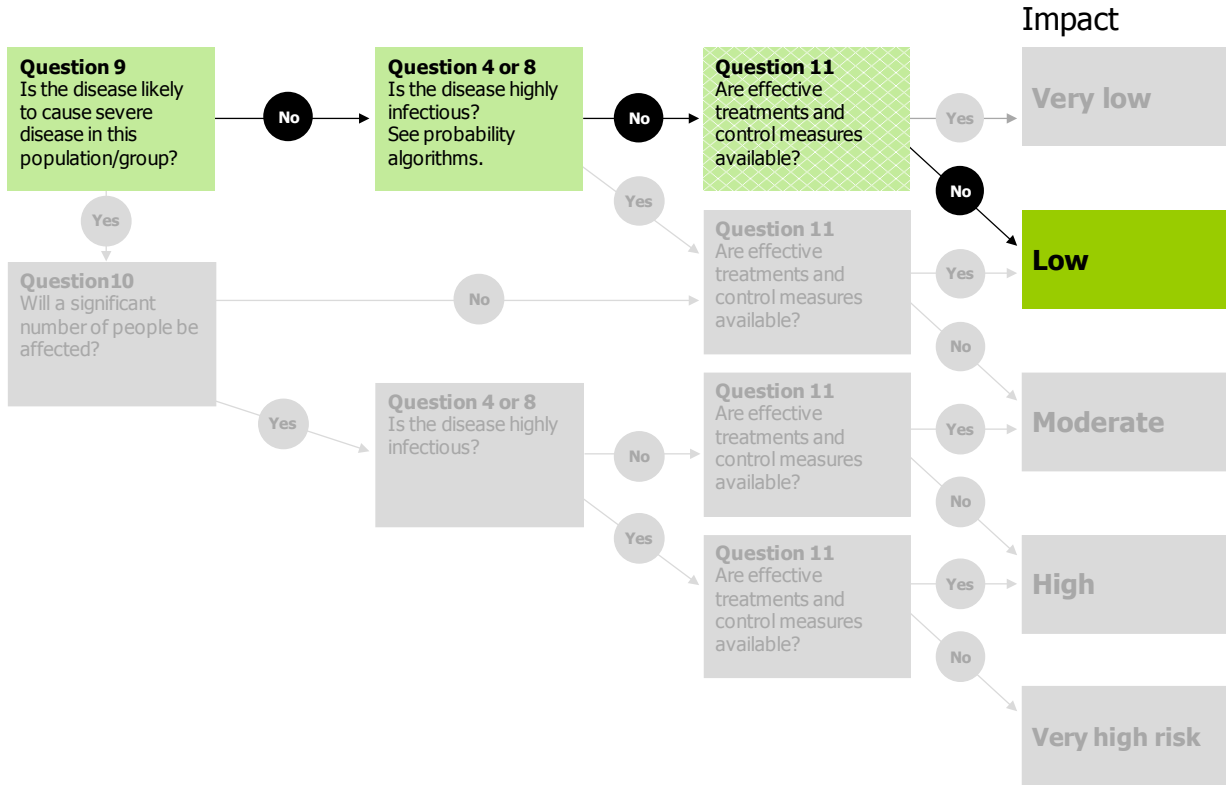 Impact
Question 9
Is the disease likely
to cause severe
disease in this
population/group?
No
Question 4 or 8
Is the disease highly
infectious?
See probability
algorithms.
No
Question 11
Are effective
treatments and
control measures
available?
Yes
Very low
No
Yes
Yes
Question 11
Are effective
treatments and
control measures
available?
Yes
Low
Question10
Will a significant
number of people be
affected?
No
No
Yes
Question 4 or 8
Is the disease highly
infectious?
No
Question 11
Are effective
treatments and
control measures
available?
Yes
Moderate
No
Yes
Question 11
Are effective
treatments and
control measures
available?
Yes
High
No
Very high risk